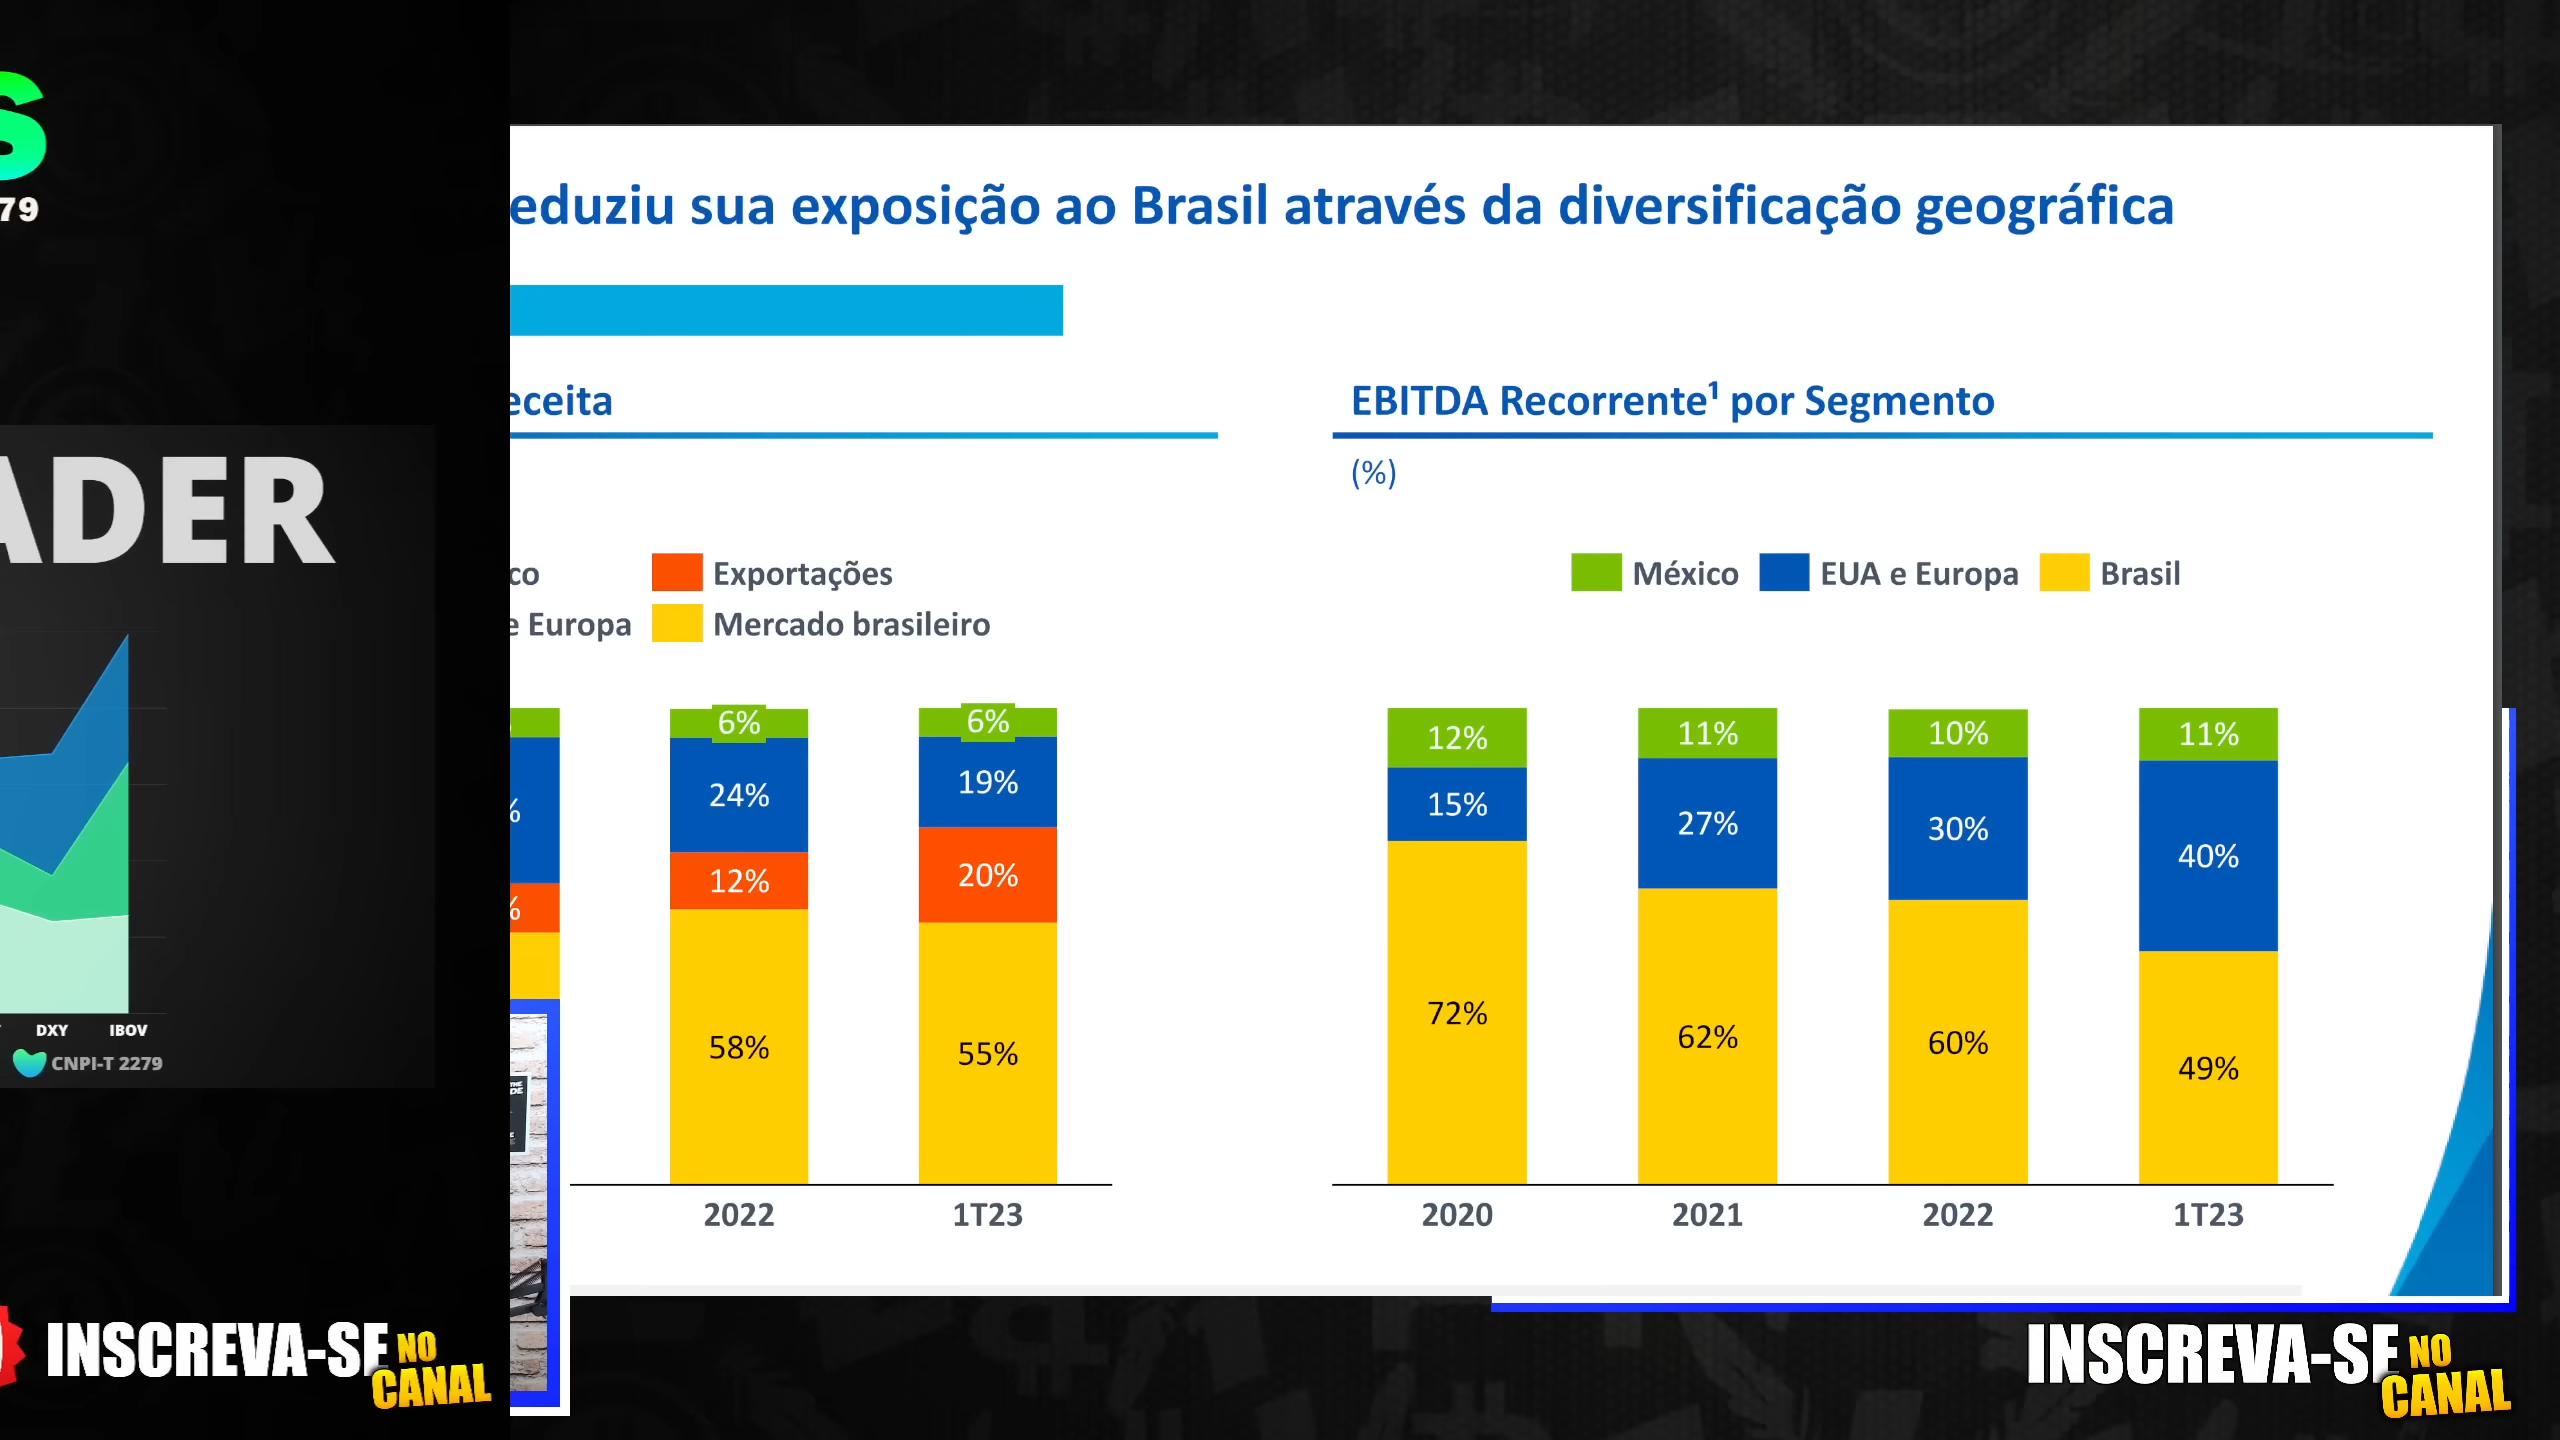 S
79
ADER
DXY IBOV
CNPI-T 2279
INSCREVA-SE NO
CANAL
eduziu sua exposição ao Brasil através da diversificação geográfica
eceita
co Exportações
e Europa Mercado brasileiro
6% 6%
24% 19%
% 12% 20%
% 58% 55%
2022 1T23
EBITDA Recorrente¹ por Segmento
(%)
México EUA e Europa Brasil
12% 11% 10% 11%
15% 27% 30% 40%
72% 62% 60% 49%
2020 2021 2022 1T23
INSCREVA-SE NO
CANAL